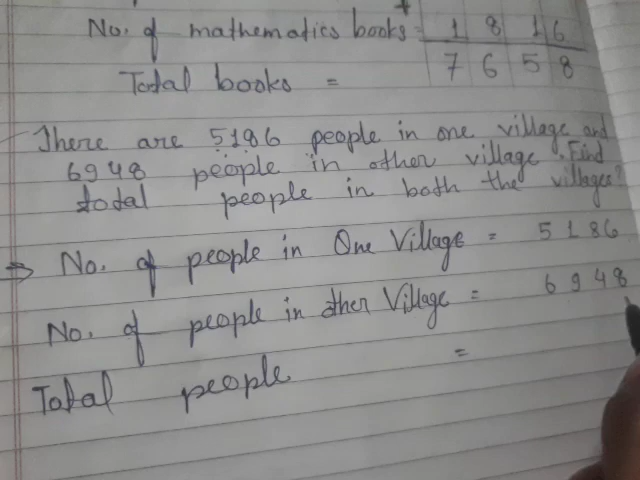 No. of mathematics books = + 1 8 1 6
Total books = 7 6 5 8
There are 5186 people in one village and
6948 people in other village. Find
total people in both the villages?
⇒ No. of people in One Village = 5 1 8 6
No. of people in other Village = 6 9 4 8
Total people =